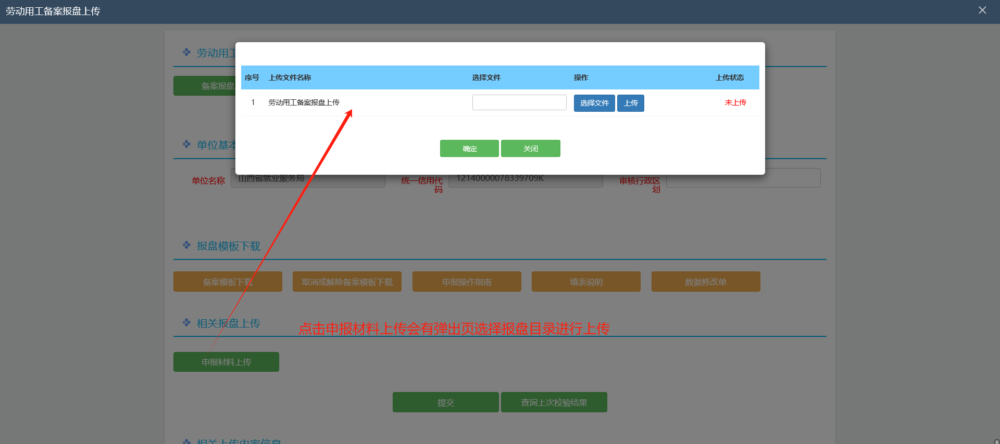 劳动用工备案报盘上传
劳动用工
序号 上传文件名称 选择文件 操作 上传状态
备案报盘
1 劳动用工备案报盘上传 选择文件 上传 未上传
单位基本
确定 关闭
单位名称 山西省就业服务局 统一信用代码 12140000078339709K 审核行政区划
报盘模板下载
备案模板下载 取消或解除备案模板下载 申报操作指南 填表说明 数据修改单
相关报盘上传
点击申报材料上传会有弹出页选择报盘目录进行上传
申报材料上传
提交 查询上次校验结果
相关上传内容信息